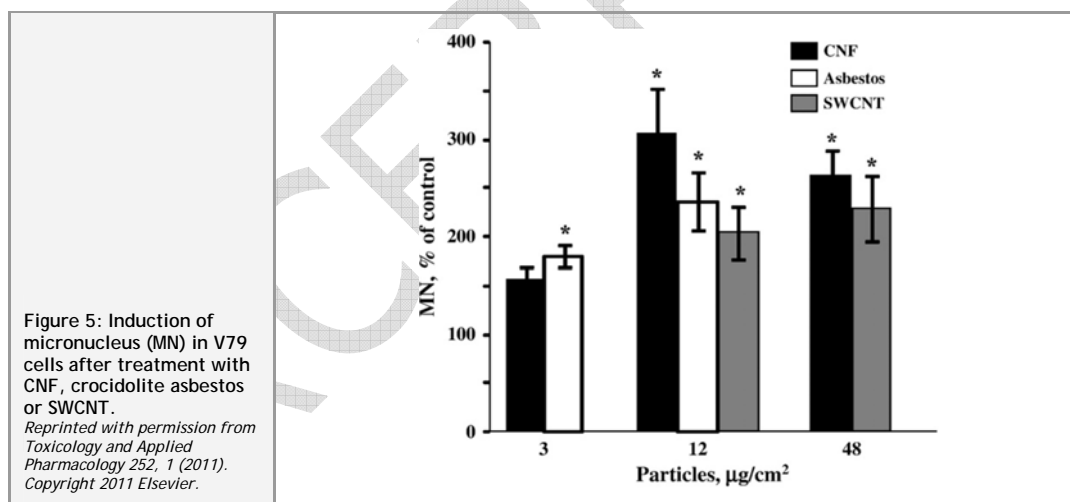 Figure 5: Induction of
micronucleus (MN) in V79
cells after treatment with
CNF, crocidolite asbestos
or SWCNT.
Reprinted with permission from
Toxicology and Applied
Pharmacology 252, 1 (2011).
Copyright 2011 Elsevier.
MN, % of control
400
300
200
100
0
CNF
Asbestos
SWCNT
*
*
*
*
*
*
3 12 48
Particles, µg/cm²